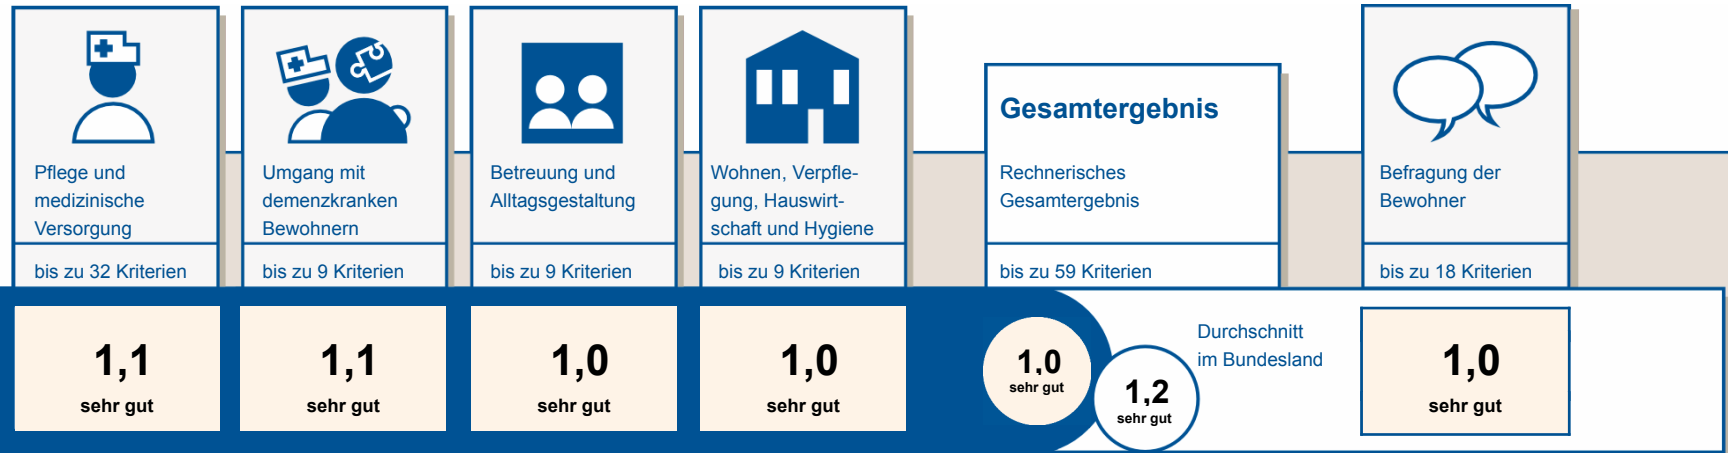 Pflege und
medizinische
Versorgung
bis zu 32 Kriterien
1,1
sehr gut
Umgang mit
demenzkranken
Bewohnern
bis zu 9 Kriterien
1,1
sehr gut
Betreuung und
Alltagsgestaltung
bis zu 9 Kriterien
1,0
sehr gut
Wohnen, Verpfle-
gung, Hauswirt-
schaft und Hygiene
bis zu 9 Kriterien
1,0
sehr gut
Gesamtergebnis
Rechnerisches
Gesamtergebnis
bis zu 59 Kriterien
1,0
sehr gut
1,2
sehr gut
Durchschnitt
im Bundesland
Befragung der
Bewohner
bis zu 18 Kriterien
1,0
sehr gut